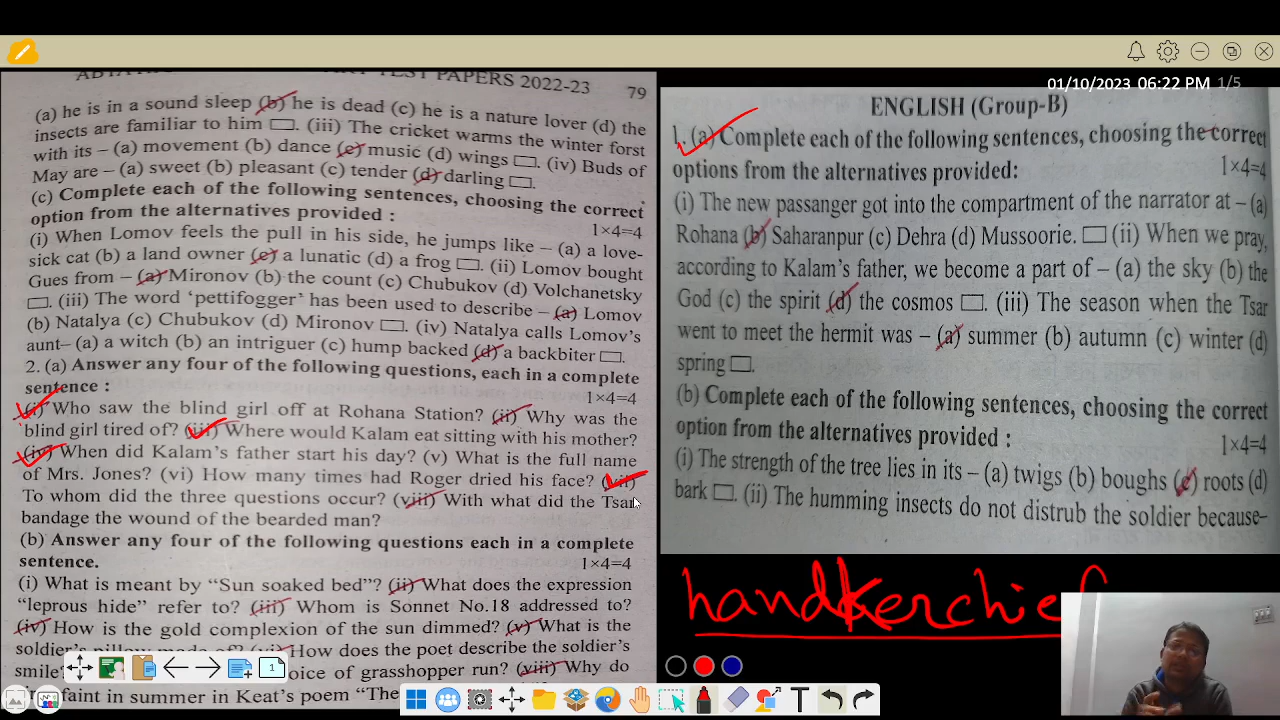 ABTA TEST PAPERS 2022-23 79
(a) he is in a sound sleep (b) he is dead (c) he is a nature lover (d) the
insects are familiar to him □. (iii) The cricket warms the winter forst
with its – (a) movement (b) dance (c) music (d) wings □. (iv) Buds of
May are – (a) sweet (b) pleasant (c) tender (d) darling □.
(c) Complete each of the following sentences, choosing the correct
option from the alternatives provided :
1×4=4
(i) When Lomov feels the pull in his side, he jumps like – (a) a love-
sick cat (b) a land owner (c) a lunatic (d) a frog □. (ii) Lomov bought
Gues from – (a) Mironov (b) the count (c) Chubukov (d) Volchanetsky
□. (iii) The word 'pettifogger' has been used to describe – (a) Lomov
(b) Natalya (c) Chubukov (d) Mironov □. (iv) Natalya calls Lomov's
aunt– (a) a witch (b) an intriguer (c) hump backed (d) a backbiter □.
2. (a) Answer any four of the following questions, each in a complete
sentence :
1×4=4
(i) Who saw the blind girl off at Rohana Station? (ii) Why was the
blind girl tired of? (iii) Where would Kalam eat sitting with his mother?
(iv) When did Kalam's father start his day? (v) What is the full name
of Mrs. Jones? (vi) How many times had Roger dried his face? (vii)
To whom did the three questions occur? (viii) With what did the Tsar
bandage the wound of the bearded man?
(b) Answer any four of the following questions each in a complete
sentence.
1×4=4
(i) What is meant by "Sun soaked bed"? (ii) What does the expression
"leprous hide" refer to? (iii) Whom is Sonnet No.18 addressed to?
(iv) How is the gold complexion of the sun dimmed? (v) What is the
soldier's pillow made of? How does the poet describe the soldier's
smile voice of grasshopper run? (viii) Why do
faint in summer in Keat's poem "The
01/10/2023 06:22 PM 1/5
ENGLISH (Group-B)
1. (a) Complete each of the following sentences, choosing the correct
options from the alternatives provided:
1×4=4
(i) The new passanger got into the compartment of the narrator at – (a)
Rohana (b) Saharanpur (c) Dehra (d) Mussoorie. □ (ii) When we pray,
according to Kalam's father, we become a part of – (a) the sky (b) the
God (c) the spirit (d) the cosmos □. (iii) The season when the Tsar
went to meet the hermit was – (a) summer (b) autumn (c) winter (d)
spring □.
(b) Complete each of the following sentences, choosing the correct
option from the alternatives provided :
1×4=4
(i) The strength of the tree lies in its – (a) twigs (b) boughs (c) roots (d)
bark □. (ii) The humming insects do not distrub the soldier because–
handkerchief
1
T